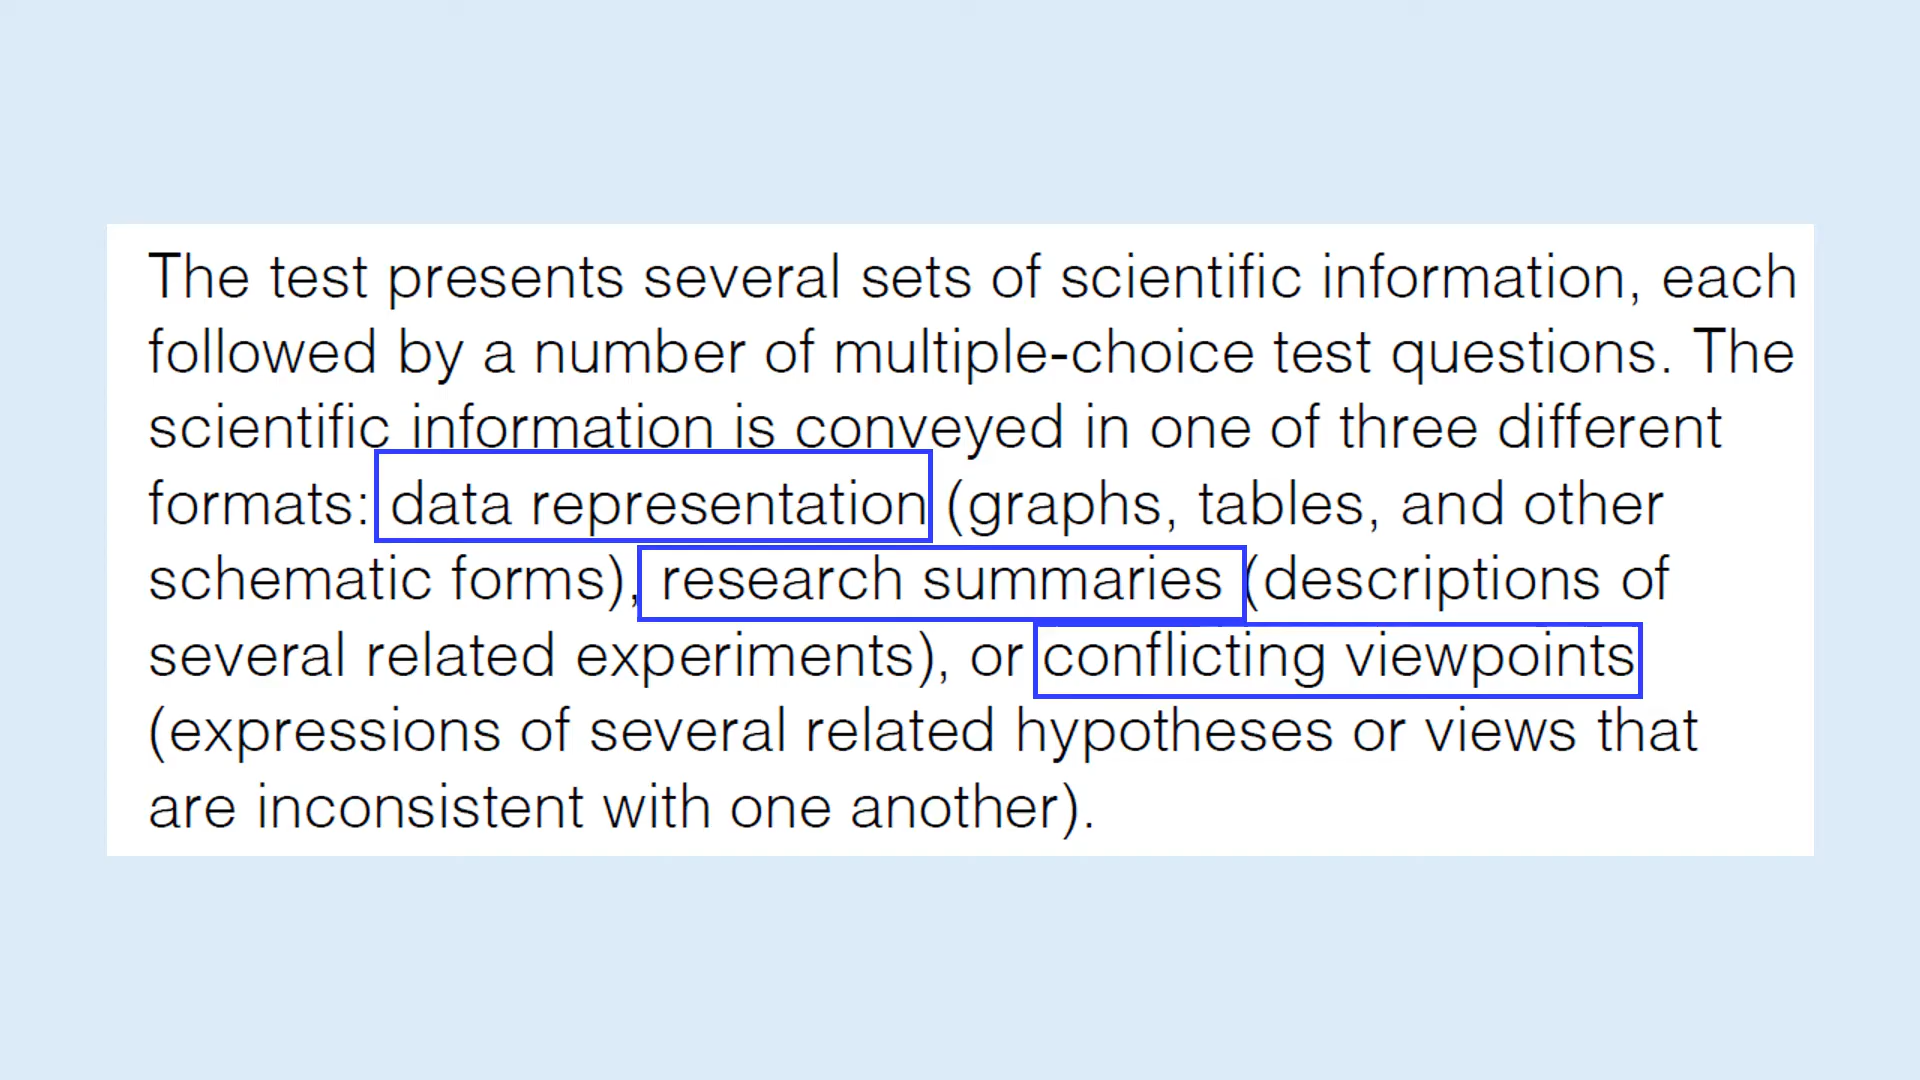 The test presents several sets of scientific information, each
followed by a number of multiple-choice test questions. The
scientific information is conveyed in one of three different
formats: data representation (graphs, tables, and other
schematic forms), research summaries (descriptions of
several related experiments), or conflicting viewpoints
(expressions of several related hypotheses or views that
are inconsistent with one another).